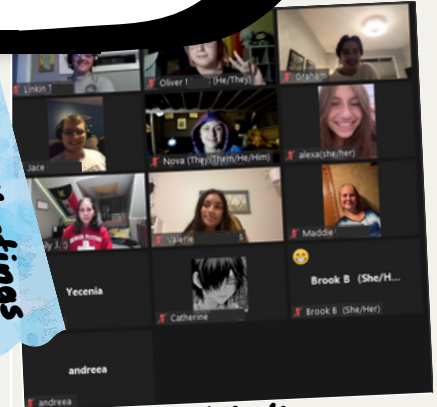 Linkin
Oliver (He/They)
Graham
Jace
Nova (They/Them/He/Him)
alexa(she/her)
ly J. :)
Valerie s
Maddie
Yecenia
Catherine
Brook B (She/H...
Brook B (She/Her)
andreea
andreea